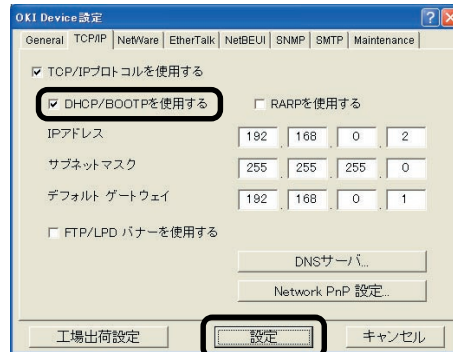 OKI Device設定
General TCP/IP NetWare EtherTalk NetBEUI SNMP SMTP Maintenance
TCP/IPプロトコルを使用する
DHCP/BOOTPを使用する RARPを使用する
IPアドレス 192 . 168 . 0 . 2
サブネットマスク 255 . 255 . 255 . 0
デフォルト ゲートウェイ 192 . 168 . 0 . 1
FTP/LPD バナーを使用する
DNSサーバ...
Network PnP 設定...
工場出荷設定 設定 キャンセル